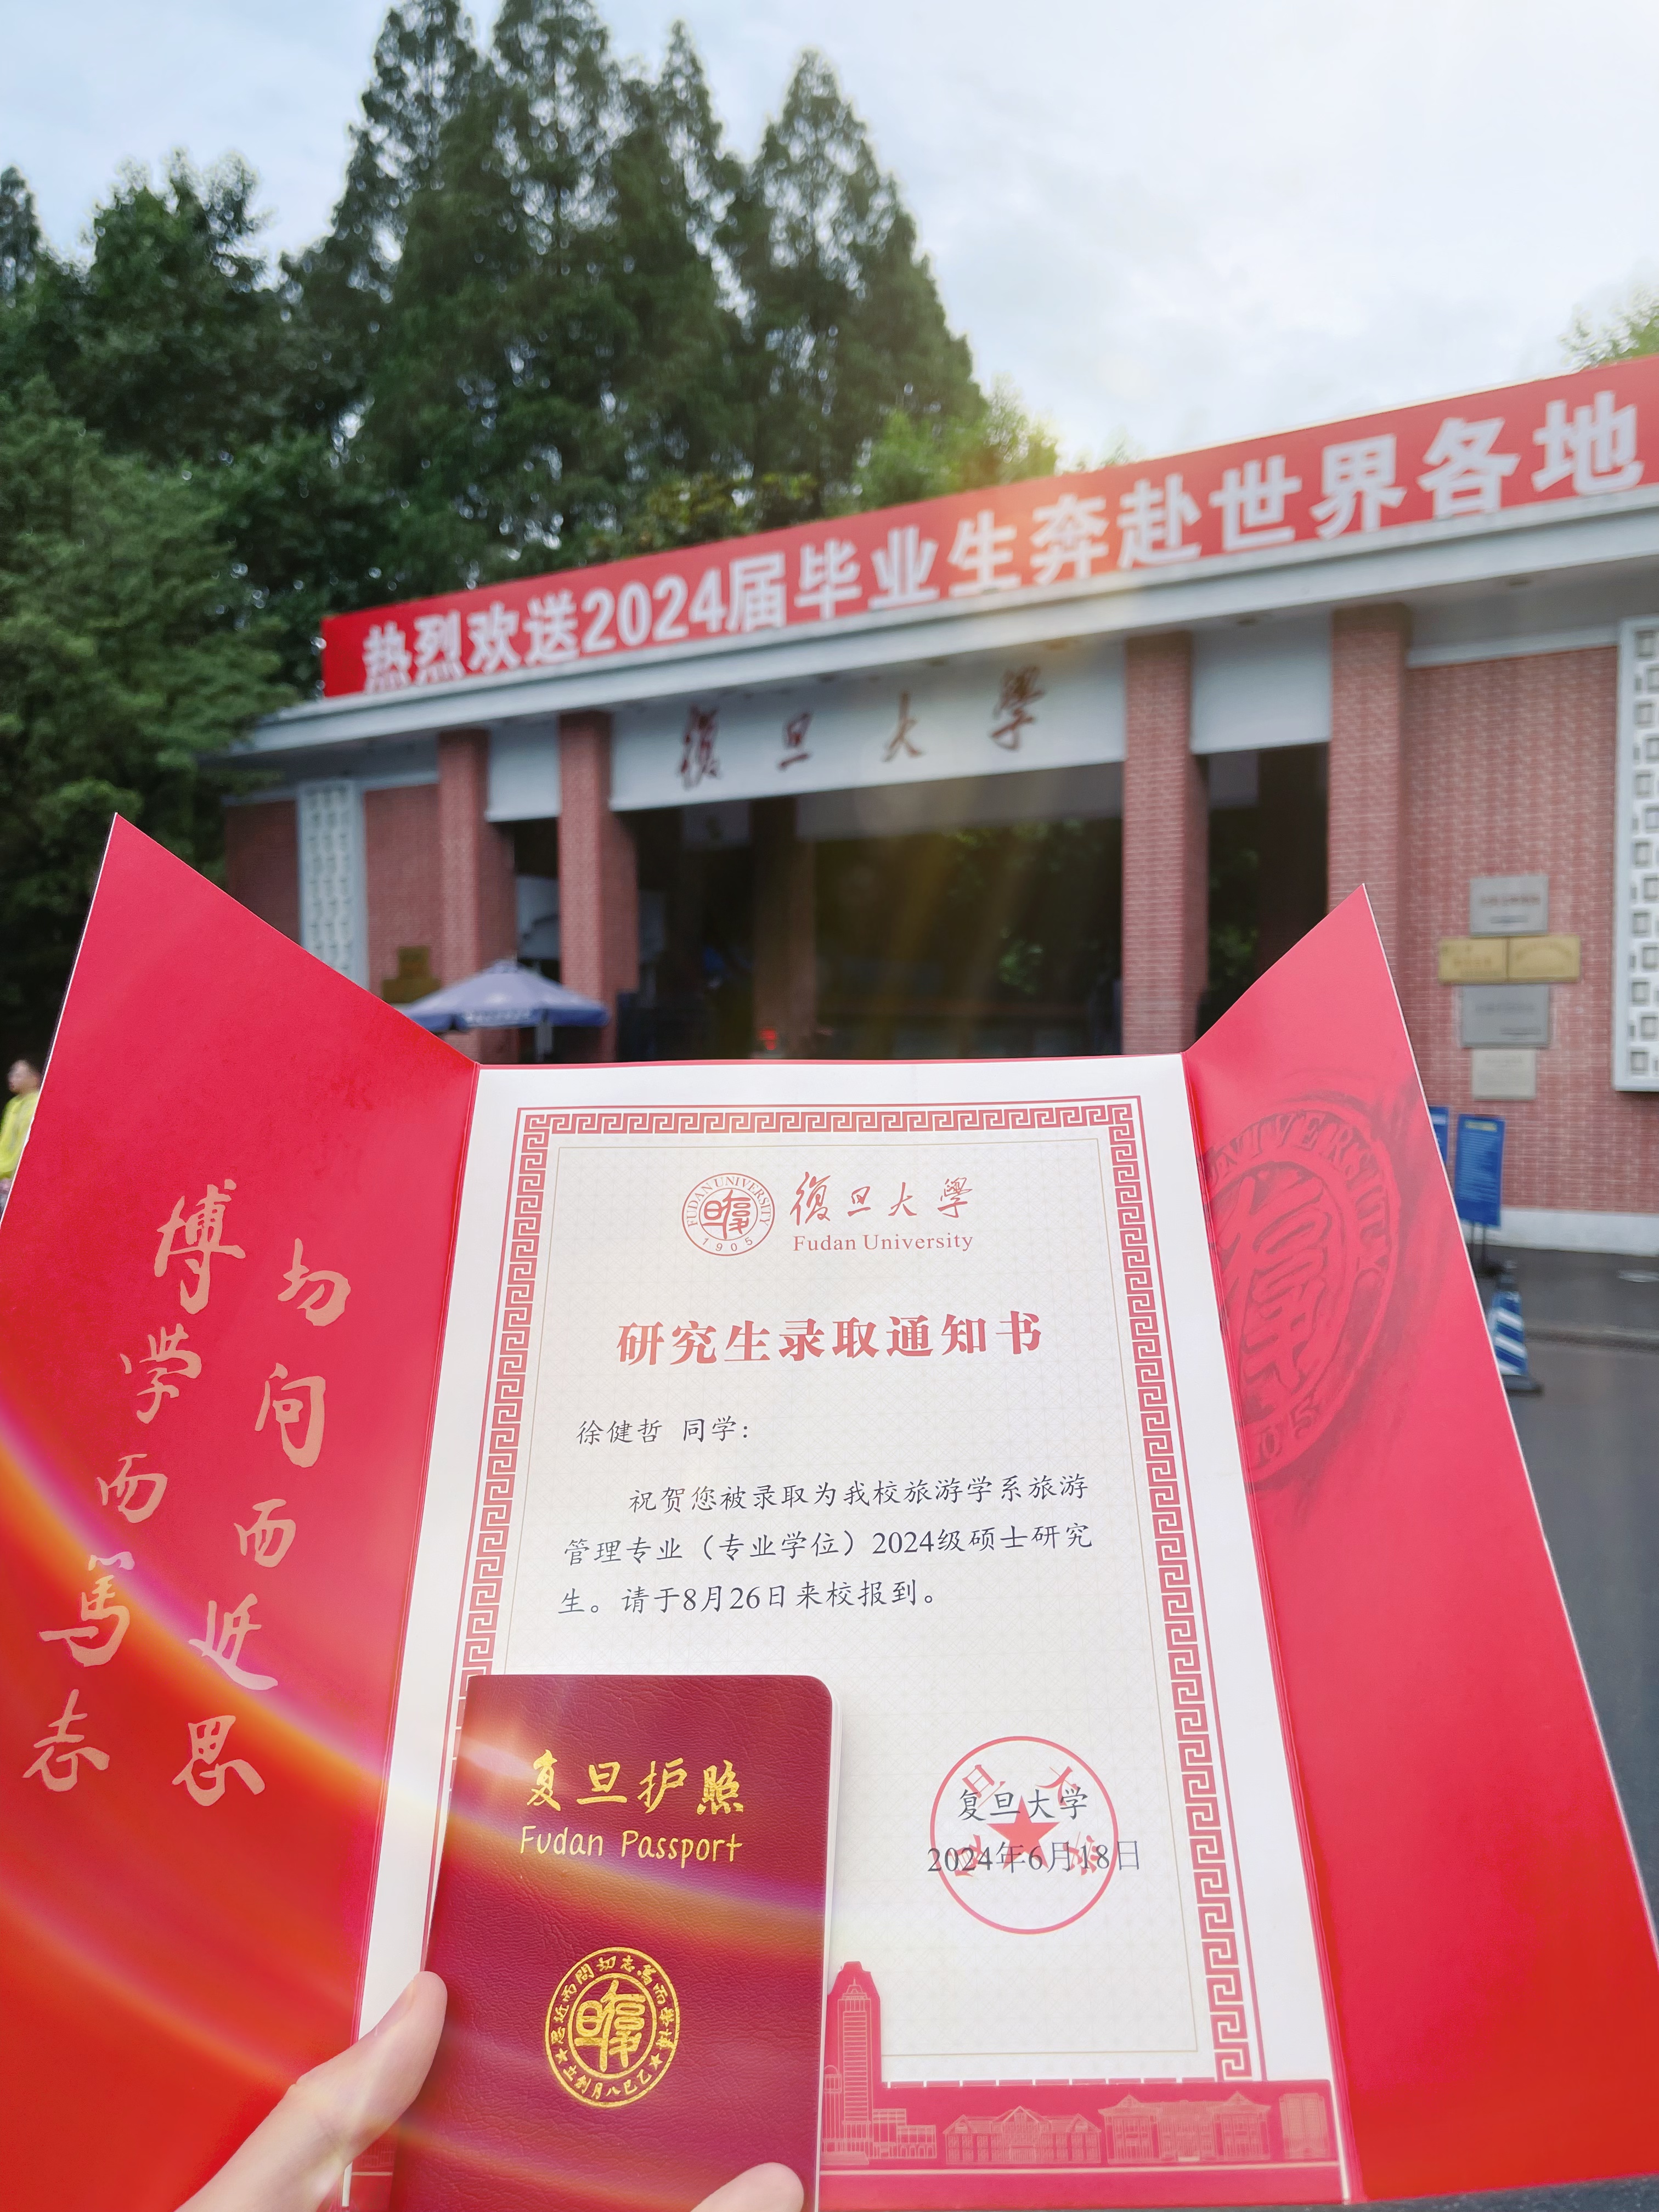 热烈欢送2024届毕业生奔赴世界各地
復旦大學
博学而篤志
切问而近思
FUDAN UNIVERSITY
1905
復旦大學
Fudan University
研究生录取通知书
徐健哲 同学:
祝贺您被录取为我校旅游学系旅游
管理专业（专业学位）2024级硕士研究
生。请于8月26日来校报到。
复旦大学
2024年6月18日
复旦护照
Fudan Passport